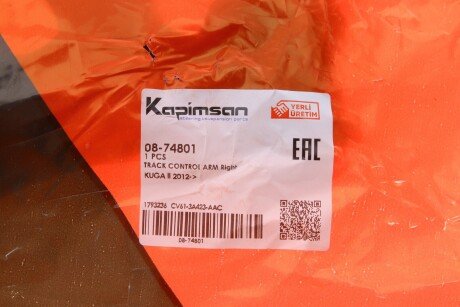 Kapimsan
steering & suspension parts
YERLİ
ÜRETİM
08-74801
1 PCS
TRACK CONTROL ARM Right
KUGA II 2012->
EAC
1793236 CV61-3A423-AAC
08-74801